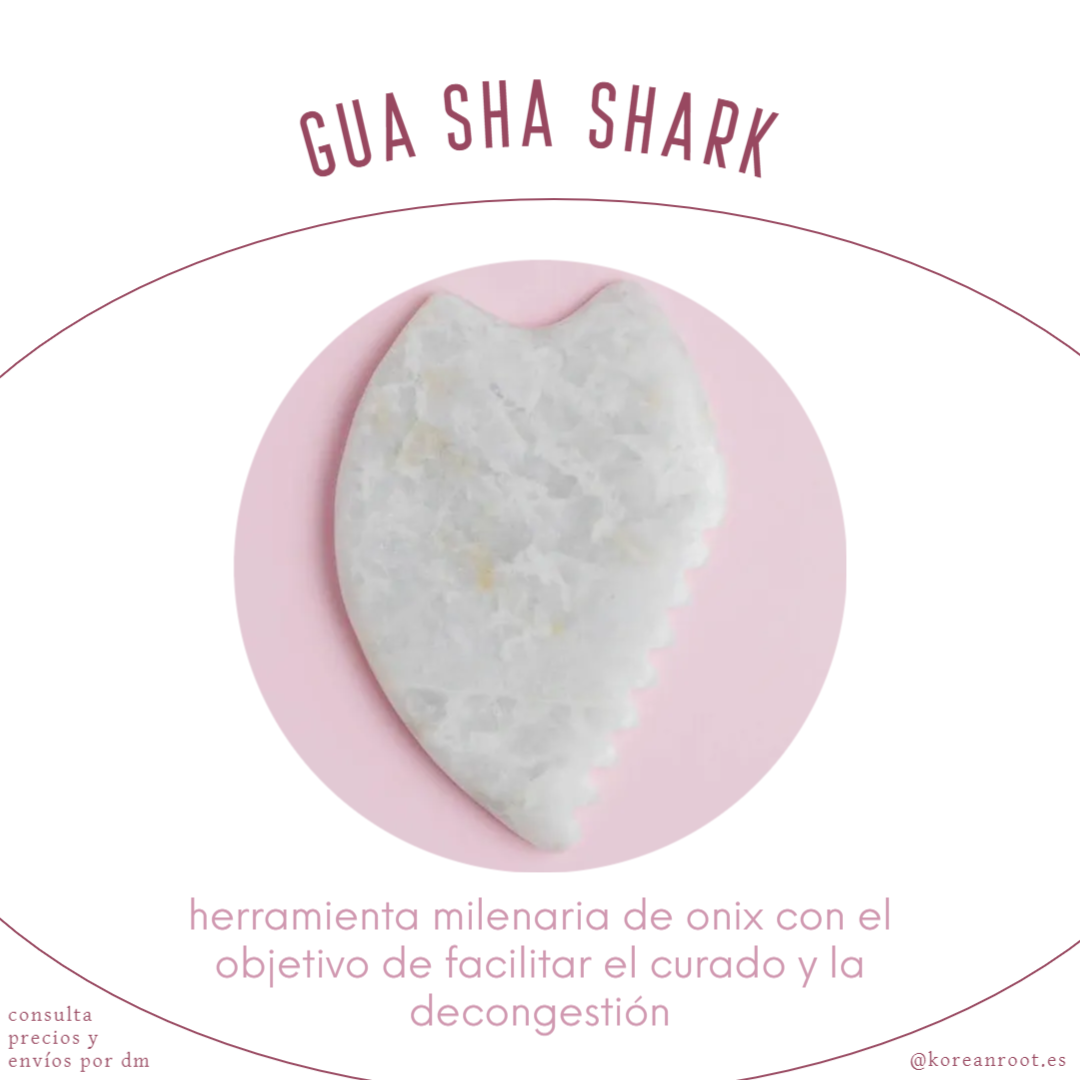 GUA SHA SHARK
herramienta milenaria de onix con el
objetivo de facilitar el curado y la
decongestión
consulta
precios y
envíos por dm
@koreanroot.es